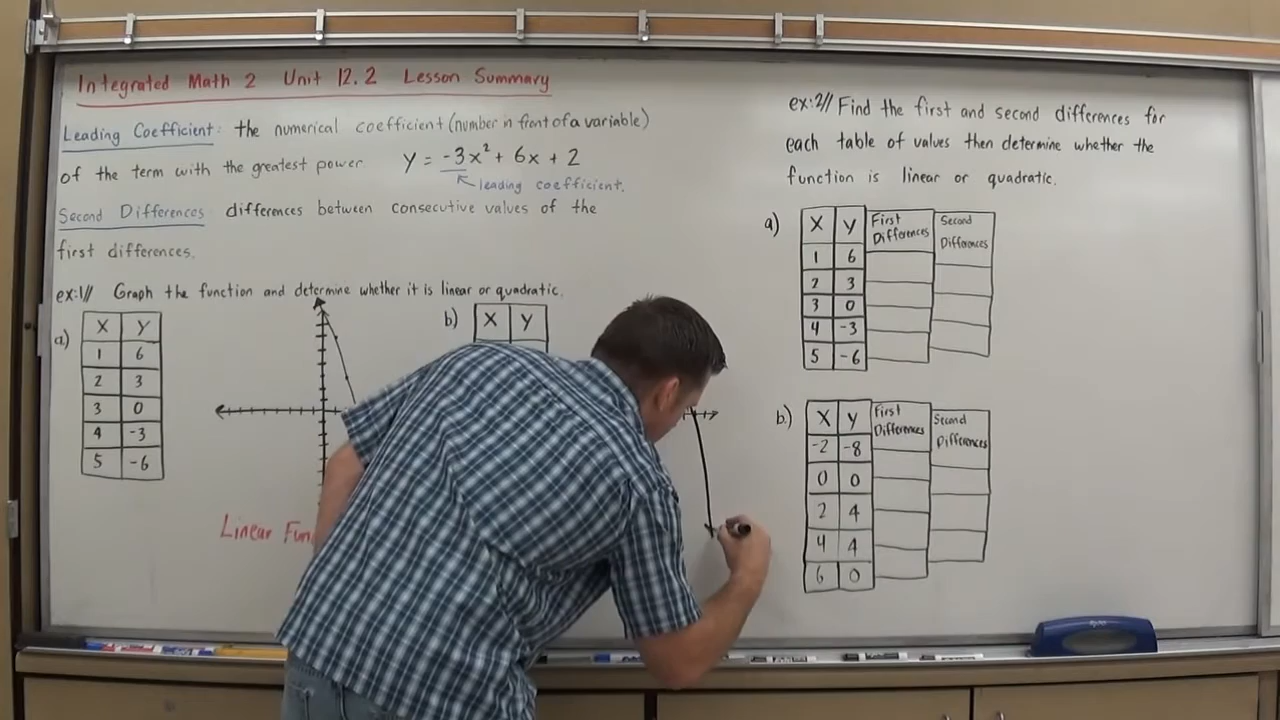 Integrated Math 2 Unit 12.2 Lesson Summary
Leading Coefficient: the numerical coefficient (number in front of a variable)
of the term with the greatest power. y = -3x² + 6x + 2
leading coefficient.
Second Differences: differences between consecutive values of the
first differences.
ex:1// Graph the function and determine whether it is linear or quadratic.
a)
X Y
1 6
2 3
3 0
4 -3
5 -6
Linear
b)
X Y
ex:2// Find the first and second differences for
each table of values then determine whether the
function is linear or quadratic.
a)
X Y First Differences Second Differences
1 6
2 3
3 0
4 -3
5 -6
b.)
X Y First Differences Second Differences
-2 -8
0 0
2 4
4 4
6 0
expo